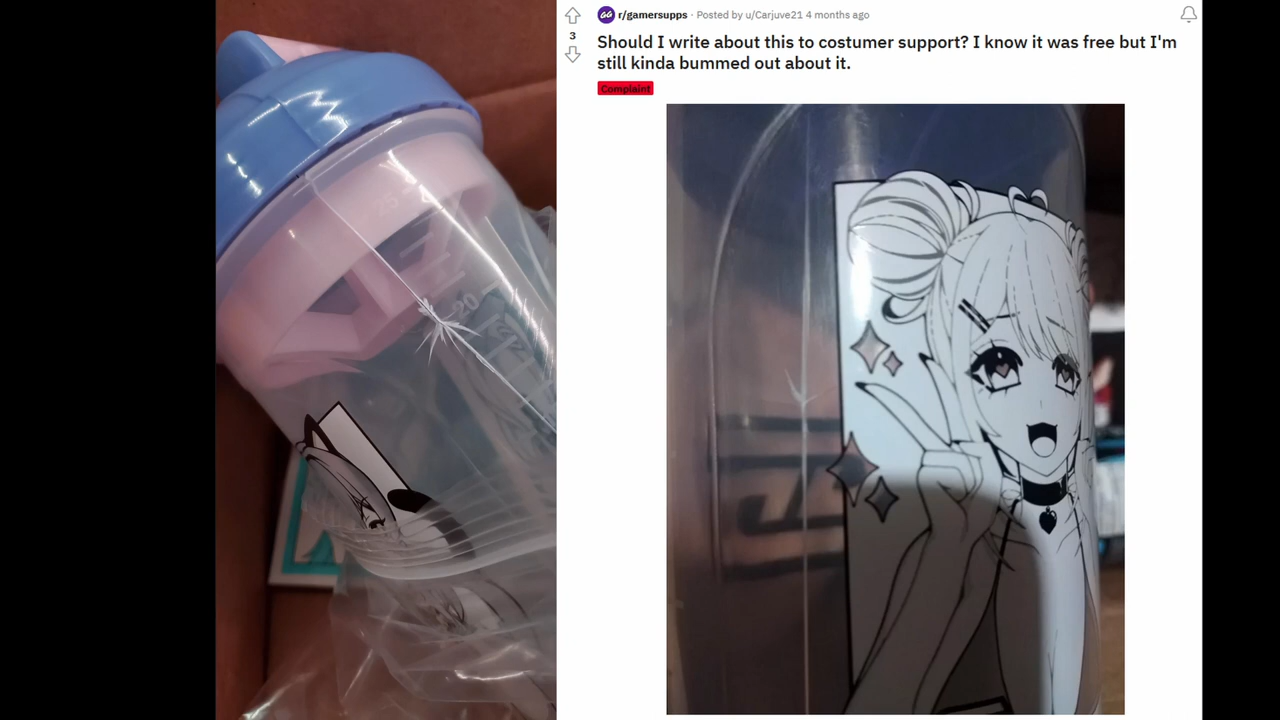 r/gamersupps · Posted by u/Carjuve21 4 months ago
3
Should I write about this to costumer support? I know it was free but I'm
still kinda bummed out about it.
Complaint
20